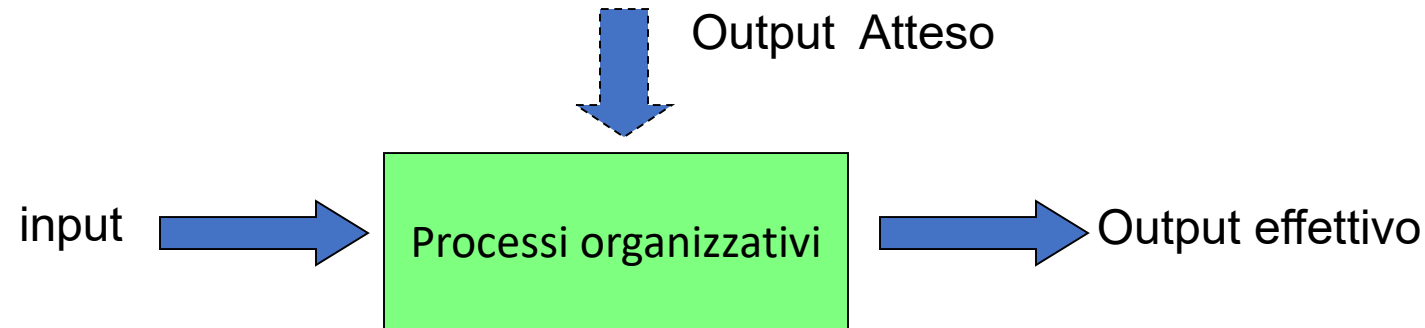 Output Atteso
input
Processi organizzativi
Output effettivo